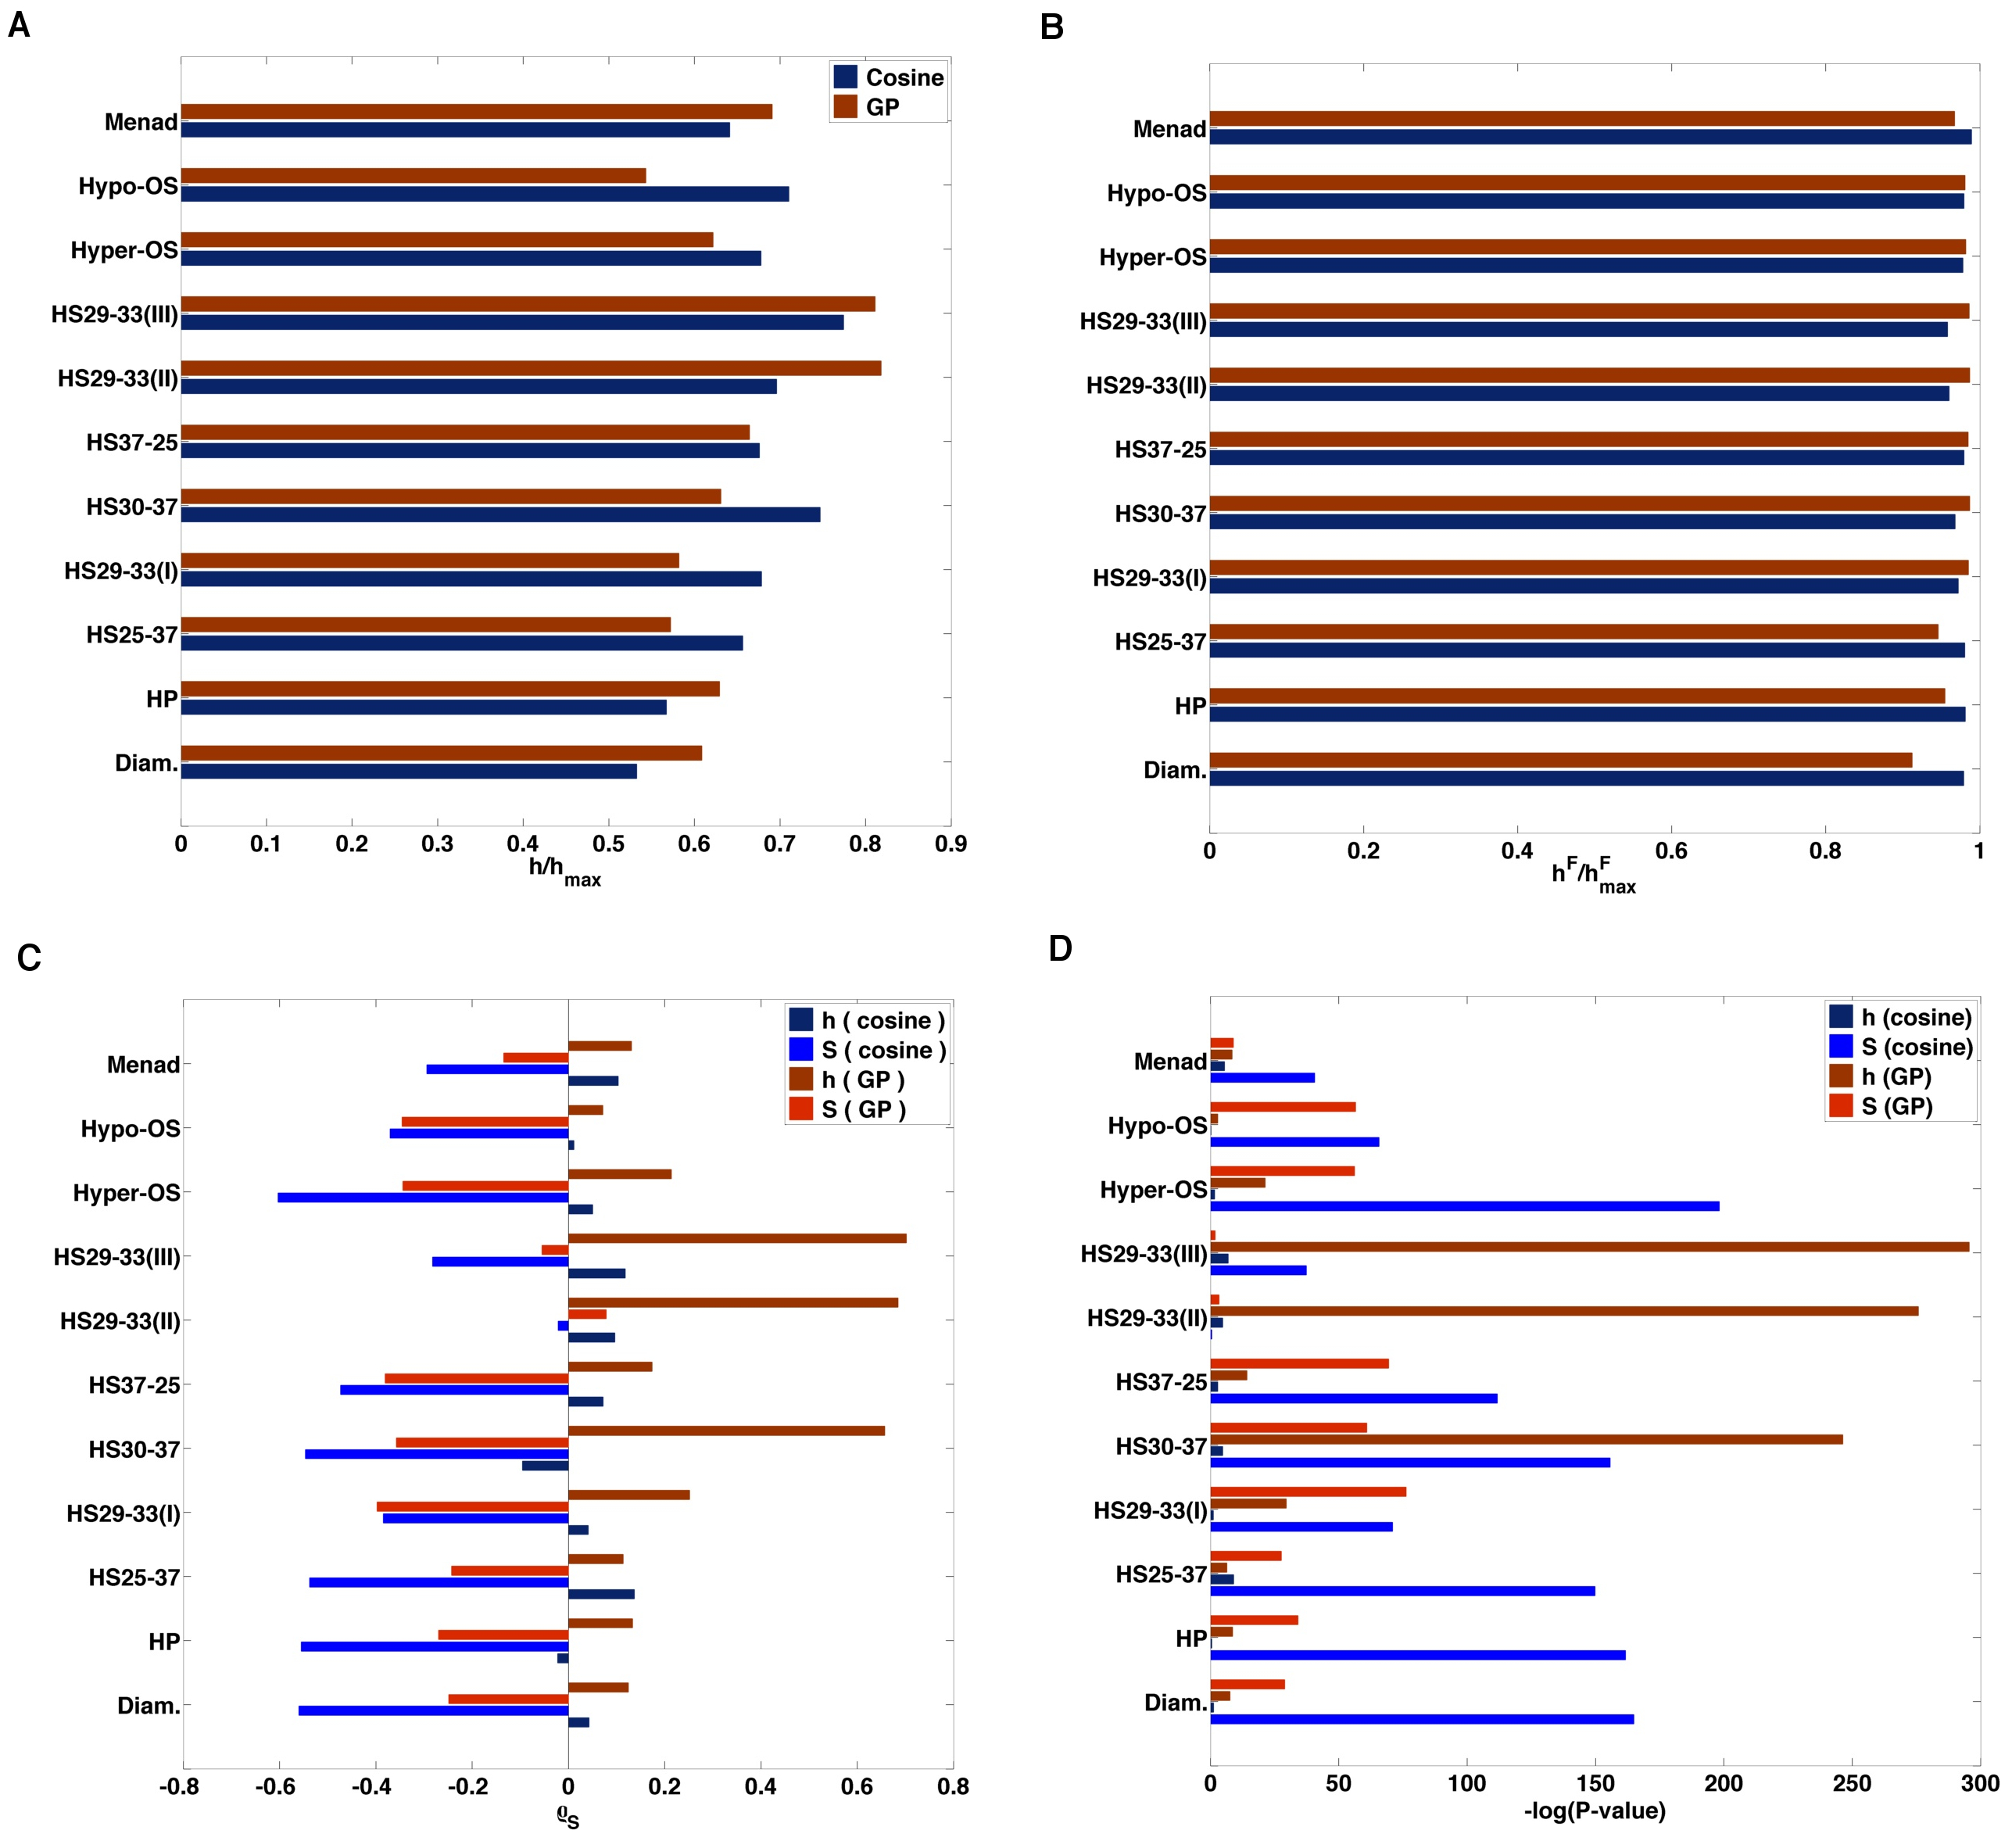 A
Cosine
GP
Menad
Hypo-OS
Hyper-OS
HS29-33(III)
HS29-33(II)
HS37-25
HS30-37
HS29-33(I)
HS25-37
HP
Diam.
0 0.1 0.2 0.3 0.4 0.5 0.6 0.7 0.8 0.9
h/hmax
B
Menad
Hypo-OS
Hyper-OS
HS29-33(III)
HS29-33(II)
HS37-25
HS30-37
HS29-33(I)
HS25-37
HP
Diam.
0 0.2 0.4 0.6 0.8 1
h^F/h^F_max
C
h ( cosine )
S ( cosine )
h ( GP )
S ( GP )
Menad
Hypo-OS
Hyper-OS
HS29-33(III)
HS29-33(II)
HS37-25
HS30-37
HS29-33(I)
HS25-37
HP
Diam.
-0.8 -0.6 -0.4 -0.2 0 0.2 0.4 0.6 0.8
ϱS
D
h (cosine)
S (cosine)
h (GP)
S (GP)
Menad
Hypo-OS
Hyper-OS
HS29-33(III)
HS29-33(II)
HS37-25
HS30-37
HS29-33(I)
HS25-37
HP
Diam.
0 50 100 150 200 250 300
-log(P-value)